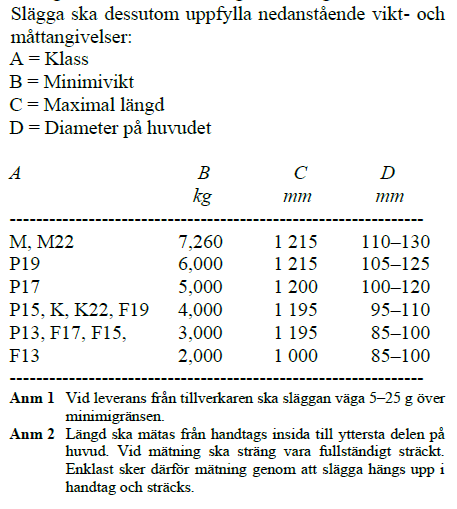 Slägga ska dessutom uppfylla nedanstående vikt- och
måttangivelser:
A = Klass
B = Minimivikt
C = Maximal längd
D = Diameter på huvudet
A B C D
kg mm mm
M, M22 7,260 1 215 110–130
P19 6,000 1 215 105–125
P17 5,000 1 200 100–120
P15, K, K22, F19 4,000 1 195 95–110
P13, F17, F15, 3,000 1 195 85–100
F13 2,000 1 000 85–100
Anm 1 Vid leverans från tillverkaren ska släggan väga 5–25 g över
minimigränsen.
Anm 2 Längd ska mätas från handtags insida till yttersta delen på
huvud. Vid mätning ska sträng vara fullständigt sträckt.
Enklast sker därför mätning genom att slägga hängs upp i
handtag och sträcks.